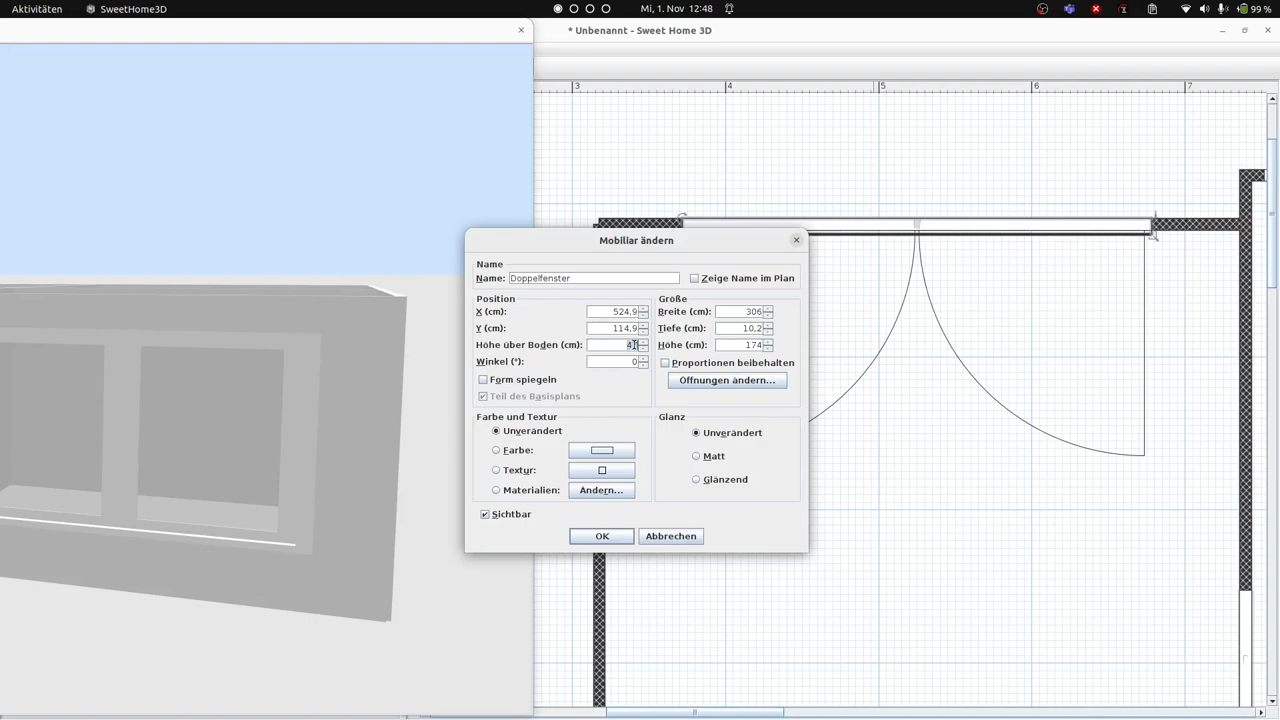 Aktivitäten SweetHome3D Mi, 1. Nov 12:48 99 %
* Unbenannt - Sweet Home 3D
3 4 5 6 7
Mobiliar ändern
Name
Name: Doppelfenster Zeige Name im Plan
Position Größe
X (cm): 524,9 Breite (cm): 306
Y (cm): 114,9 Tiefe (cm): 10,2
Höhe über Boden (cm): Höhe (cm): 174
Winkel (°): 0 Proportionen beibehalten
Form spiegeln Öffnungen ändern...
Teil des Basisplans
Farbe und Textur Glanz
Unverändert Unverändert
Farbe: Matt
Textur: Glänzend
Materialien: Ändern...
Sichtbar
OK Abbrechen